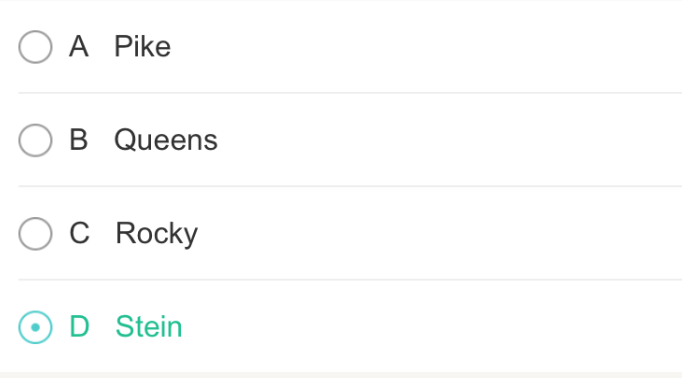 A Pike
B Queens
C Rocky
D Stein